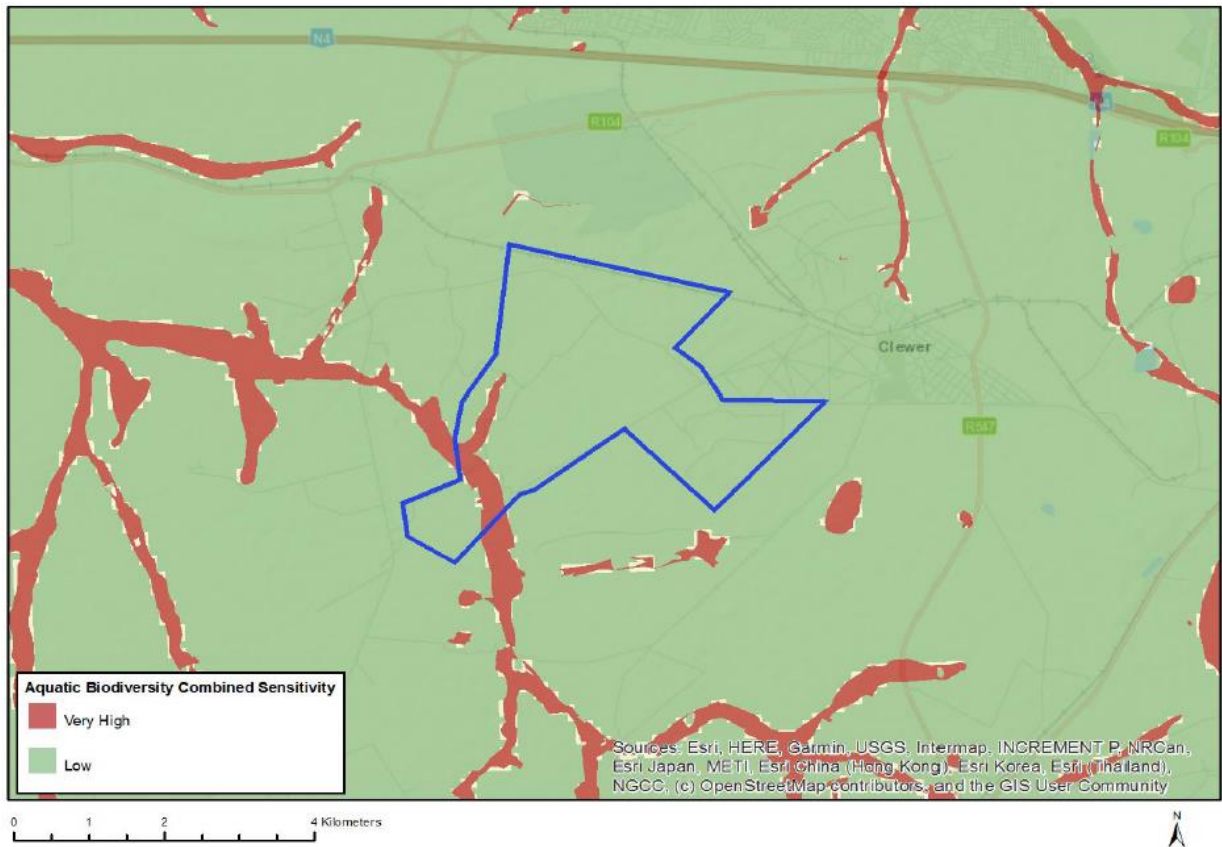 N4
R104
R104
Clewer
R547
Aquatic Biodiversity Combined Sensitivity
Very High
Low
Sources: Esri, HERE, Garmin, USGS, Intermap, INCREMENT P, NRCan,
Esri Japan, METI, Esri China (Hong Kong), Esri Korea, Esri (Thailand),
NGCC, (c) OpenStreetMap contributors, and the GIS User Community
0 1 2 4 Kilometers
N